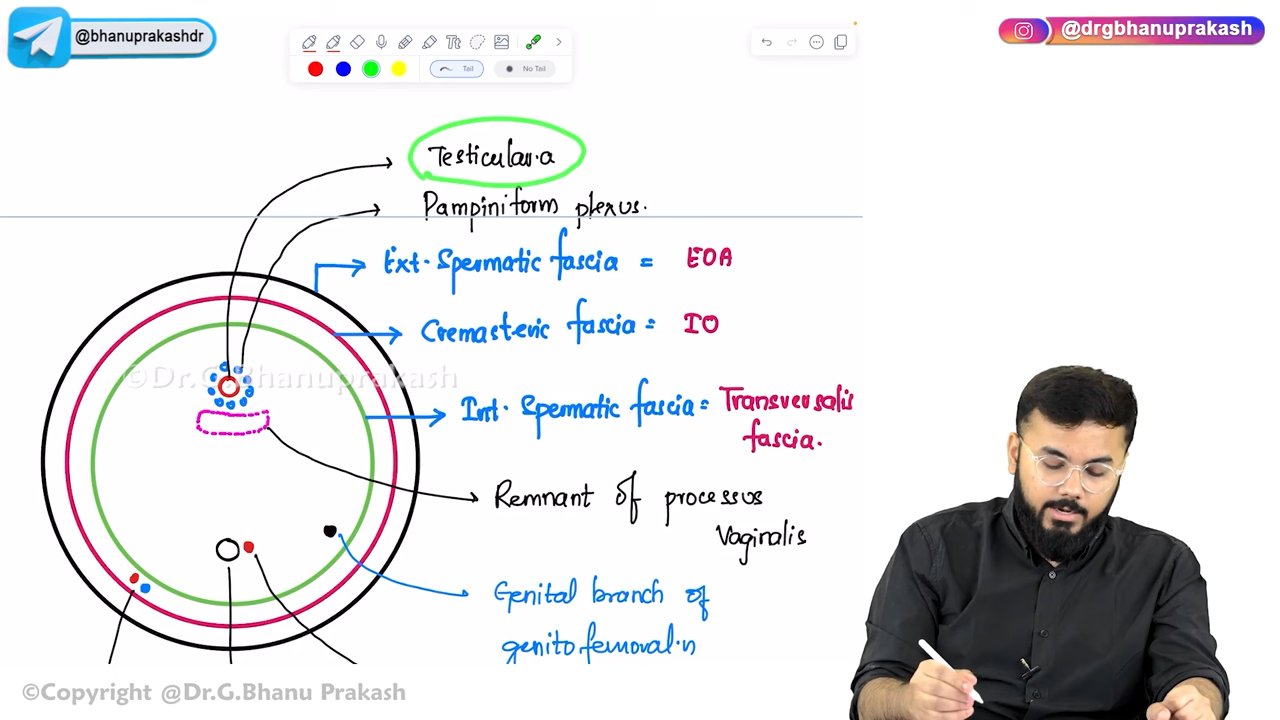 @bhanuprakashdr
@drgbhanuprakash
Tt
Tail
No Tail
Testicular.a
Pampiniform plexus.
Ext. Spermatic fascia = EOA
Cremasteric fascia = IO
©Dr.G.Bhanuprakash
Int. Spermatic fascia = Transversalis
fascia.
Remnant of processus
Vaginalis
Genital branch of
genitofemoral.n
©Copyright @Dr.G.Bhanu Prakash